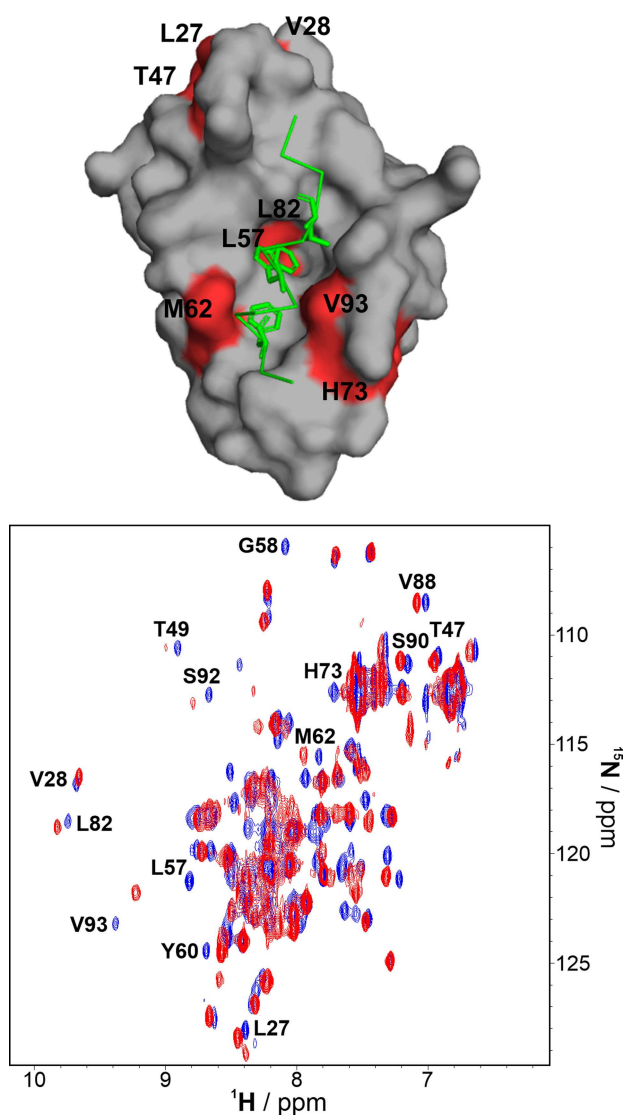 L27 V28
T47
L82
L57
M62 V93
H73
G58
V88
T49
S90 T47
S92 H73
M62
V28
L82
L57
V93
Y60
L27
110
115
120
125
¹⁵N / ppm
10 9 8 7
¹H / ppm